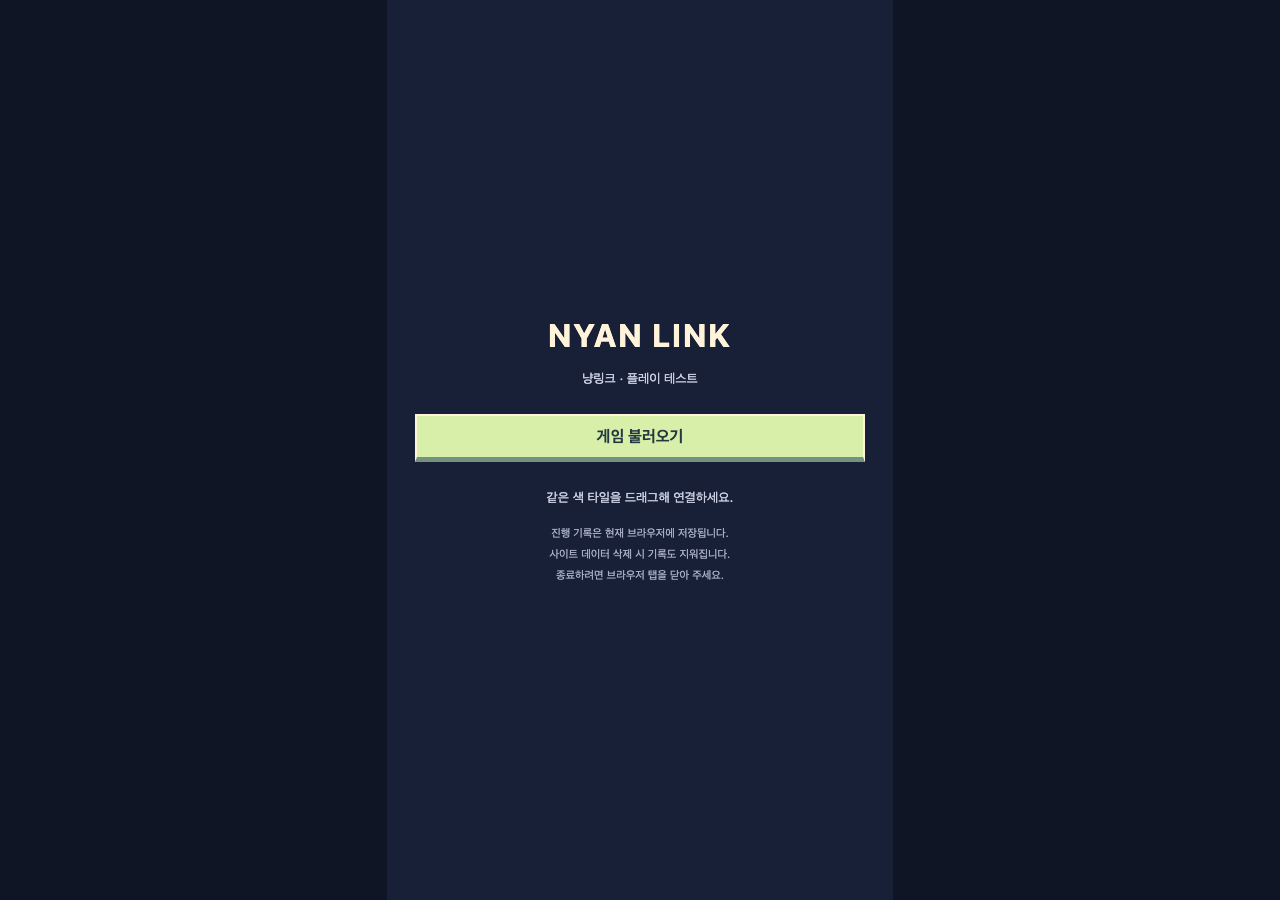 NYAN LINK
냥링크 · 플레이 테스트
게임 불러오기
같은 색 타일을 드래그해 연결하세요.
진행 기록은 현재 브라우저에 저장됩니다.
사이트 데이터 삭제 시 기록도 지워집니다.
종료하려면 브라우저 탭을 닫아 주세요.